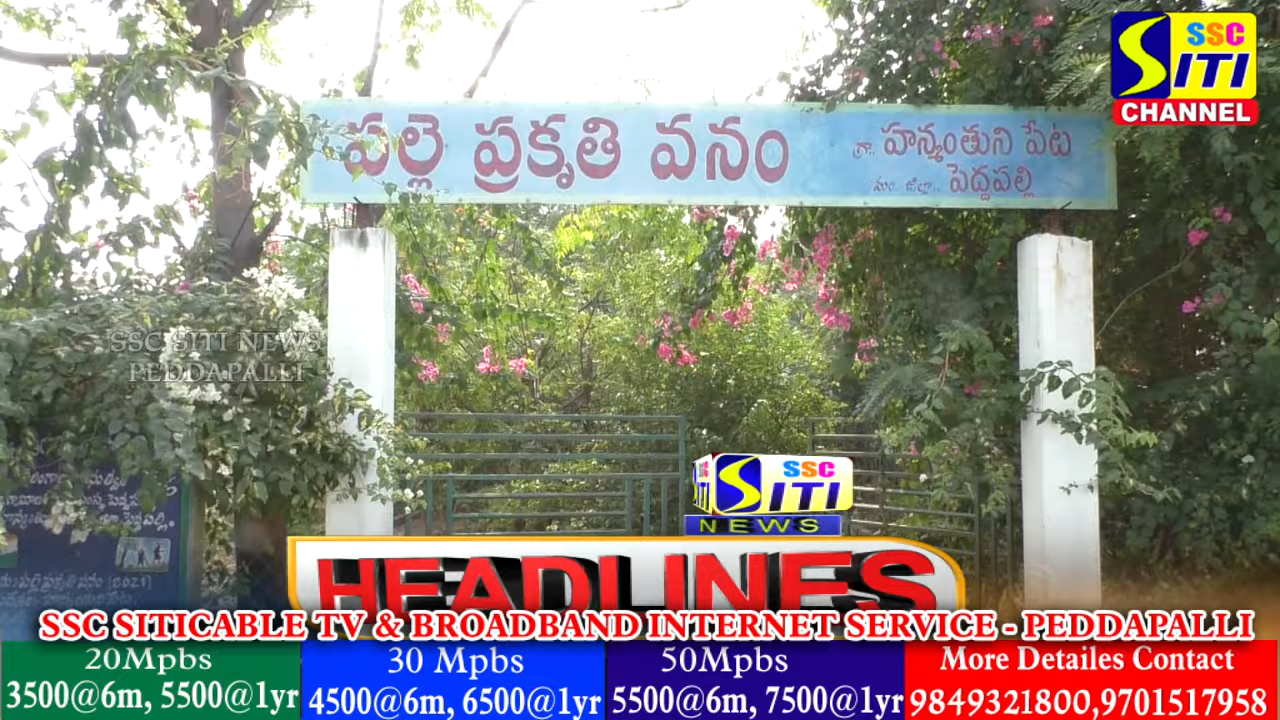 SSC
SITI
CHANNEL
పల్లె ప్రకృతి వనం
గ్రా.. హన్మంతుని పేట
మం. జిల్లా.. పెద్దపల్లి
SSC SITI NEWS
PEDDAPALLI
SSC
SITI
NEWS
HEADLINES
SSC SITICABLE TV & BROADBAND INTERNET SERVICE - PEDDAPALLI
20Mpbs
3500@6m, 5500@1yr
30 Mpbs
4500@6m, 6500@1yr
50Mpbs
5500@6m, 7500@1yr
More Detailes Contact
9849321800,9701517958